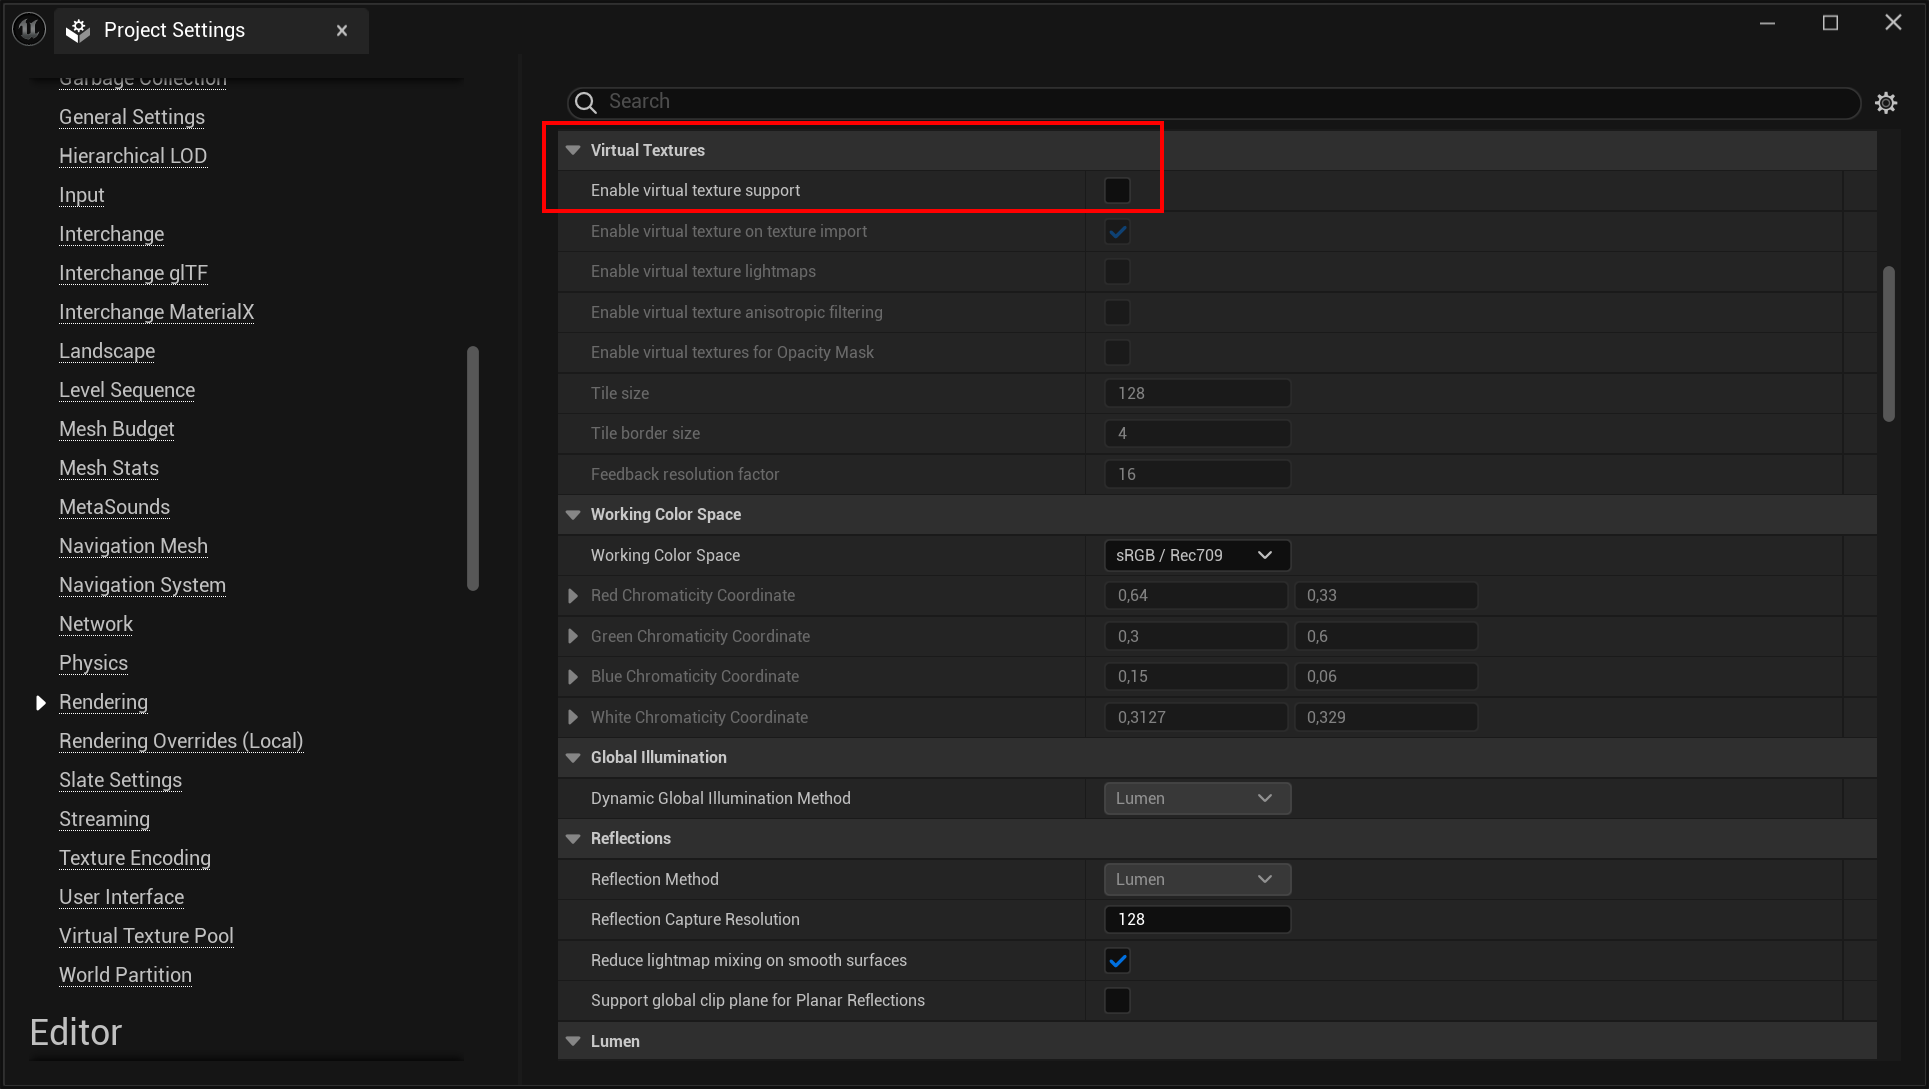 Project Settings
Garbage Collection
General Settings
Hierarchical LOD
Input
Interchange
Interchange glTF
Interchange MaterialX
Landscape
Level Sequence
Mesh Budget
Mesh Stats
MetaSounds
Navigation Mesh
Navigation System
Network
Physics
Rendering
Rendering Overrides (Local)
Slate Settings
Streaming
Texture Encoding
User Interface
Virtual Texture Pool
World Partition
Editor
Search
Virtual Textures
Enable virtual texture support
Enable virtual texture on texture import
Enable virtual texture lightmaps
Enable virtual texture anisotropic filtering
Enable virtual textures for Opacity Mask
Tile size 128
Tile border size 4
Feedback resolution factor 16
Working Color Space
Working Color Space sRGB / Rec709
Red Chromaticity Coordinate 0,64 0,33
Green Chromaticity Coordinate 0,3 0,6
Blue Chromaticity Coordinate 0,15 0,06
White Chromaticity Coordinate 0,3127 0,329
Global Illumination
Dynamic Global Illumination Method Lumen
Reflections
Reflection Method Lumen
Reflection Capture Resolution 128
Reduce lightmap mixing on smooth surfaces
Support global clip plane for Planar Reflections
Lumen